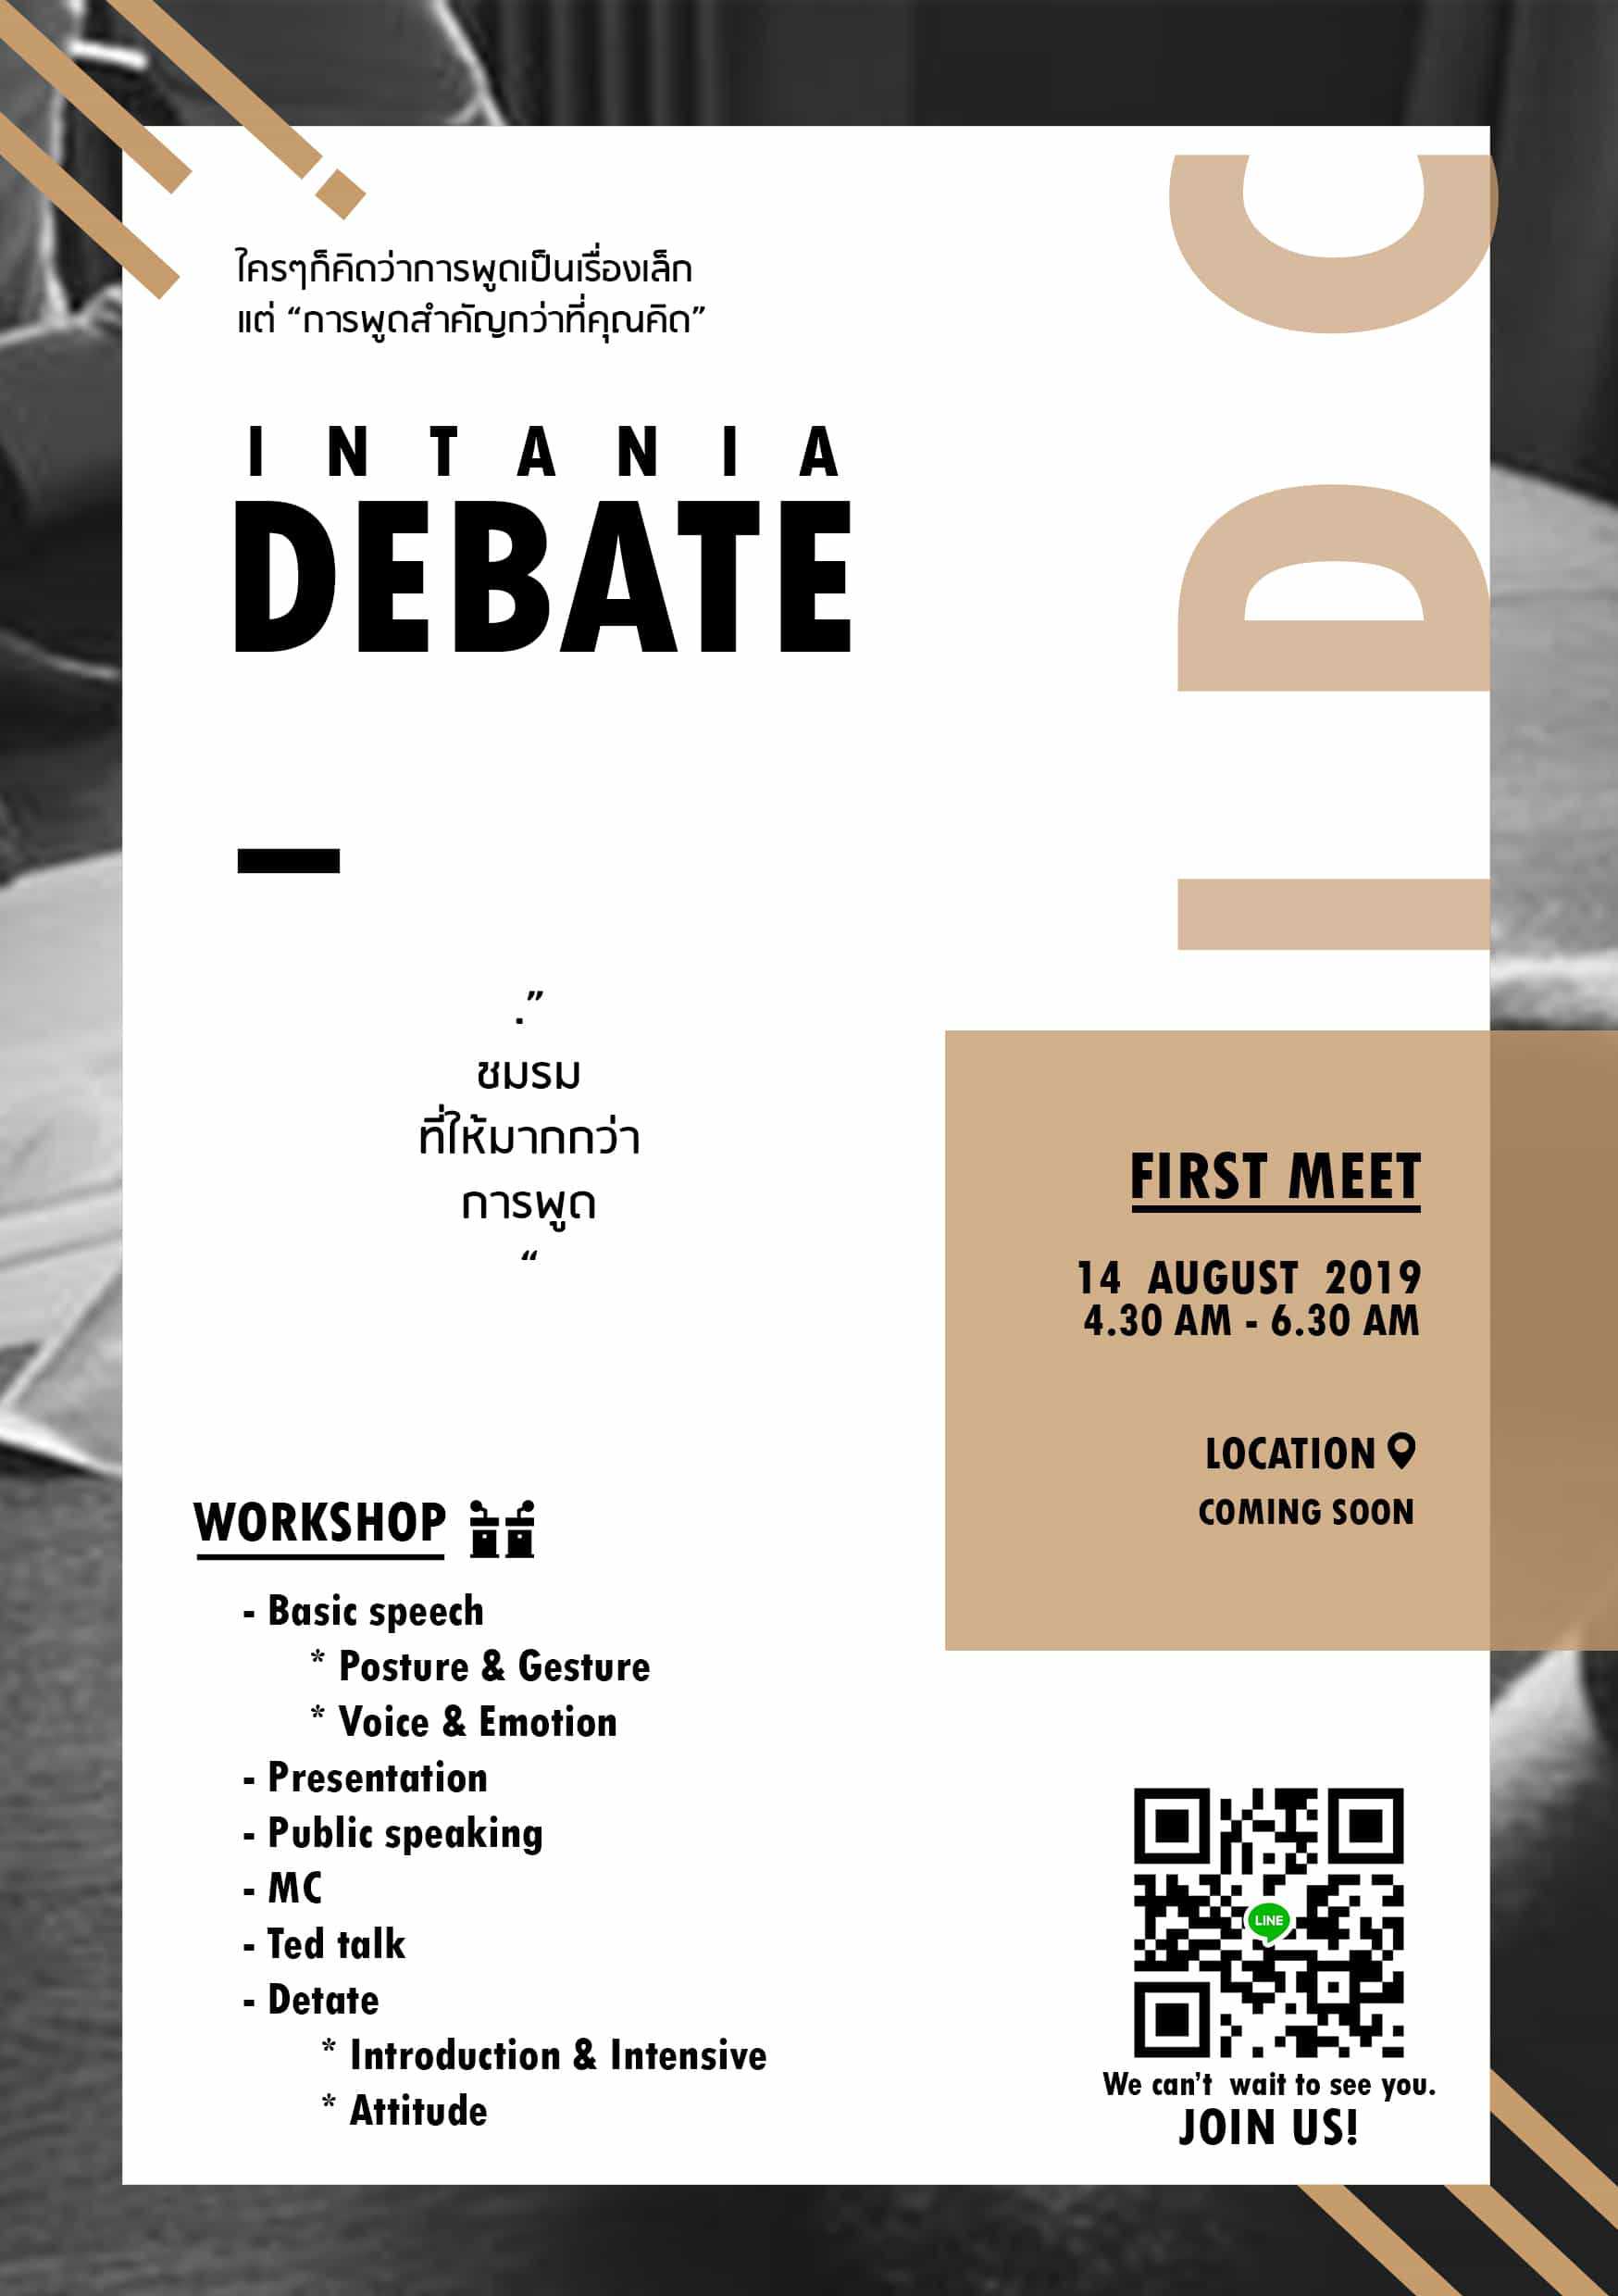 ใครๆก็คิดว่าการพูดเป็นเรื่องเล็ก
แต่ “การพูดสำคัญกว่าที่คุณคิด”
INTANIA
DEBATE
IDC
.”
ชมรม
ที่ให้มากกว่า
การพูด
“
FIRST MEET
14 AUGUST 2019
4.30 AM - 6.30 AM
LOCATION
COMING SOON
WORKSHOP
- Basic speech
* Posture & Gesture
* Voice & Emotion
- Presentation
- Public speaking
- MC
- Ted talk
- Detate
* Introduction & Intensive
* Attitude
LINE
We can’t wait to see you.
JOIN US!